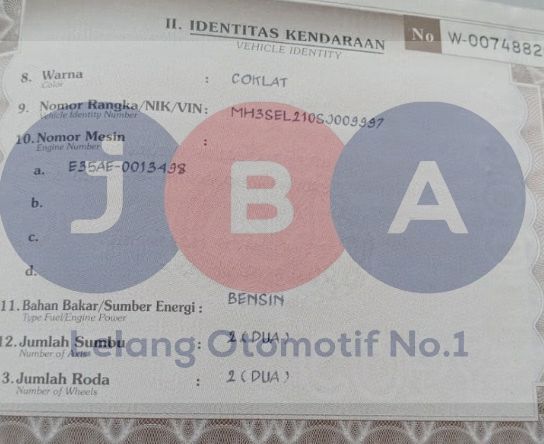 II. IDENTITAS KENDARAAN
VEHICLE IDENTITY
No W-0074882
8. Warna : COKLAT
Color
9. Nomor Rangka/NIK/VIN : MH3SEL210SJ009997
Vehicle Identity Number
10. Nomor Mesin :
Engine Number
a. E35AE-0013498
b.
c.
d.
jBA
11. Bahan Bakar/Sumber Energi : BENSIN
Type Fuel/Engine Power
12. Jumlah Sumbu : 2 (DUA)
Number of Axis
Lelang Otomotif No.1
3. Jumlah Roda : 2 (DUA)
Number of Wheels